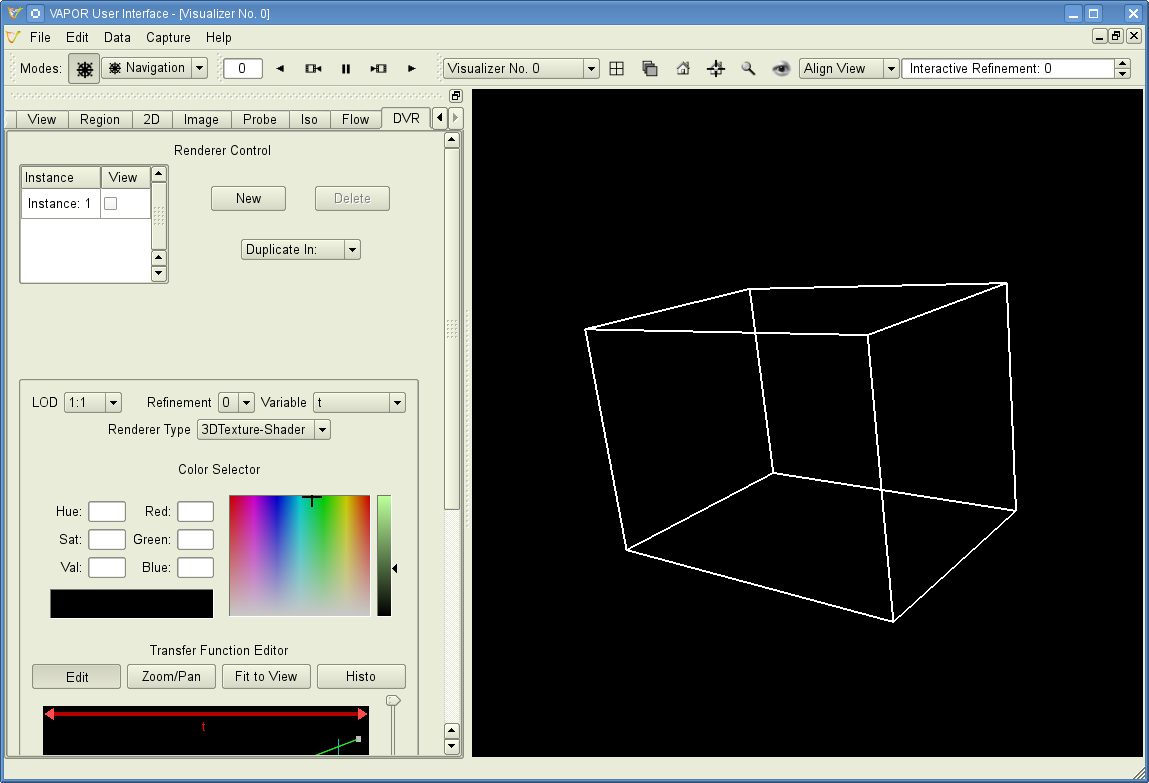 VAPOR User Interface - [Visualizer No. 0]
File Edit Data Capture Help
Modes: Navigation 0 Visualizer No. 0 Align View Interactive Refinement: 0
View Region 2D Image Probe Iso Flow DVR
Renderer Control
Instance View
Instance: 1
New Delete
Duplicate In:
LOD 1:1 Refinement 0 Variable t
Renderer Type 3DTexture-Shader
Color Selector
Hue: Red:
Sat: Green:
Val: Blue:
Transfer Function Editor
Edit Zoom/Pan Fit to View Histo
t